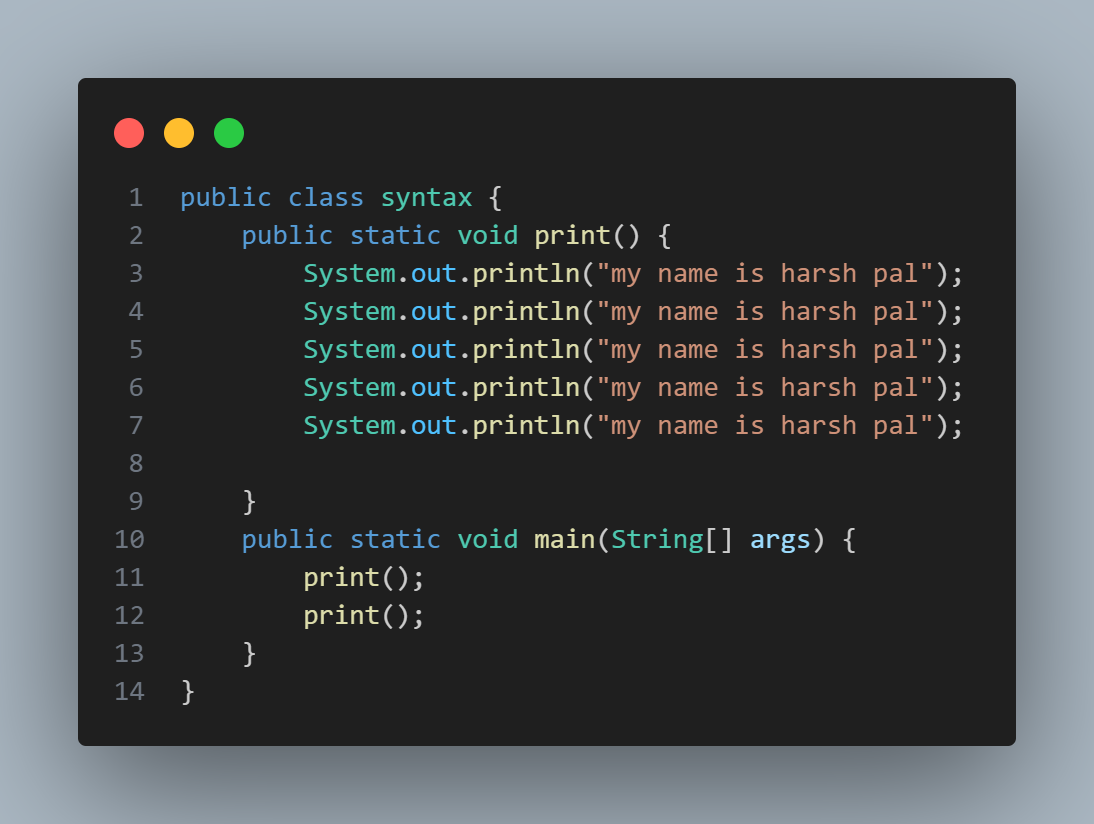 1 public class syntax {
2     public static void print() {
3         System.out.println("my name is harsh pal");
4         System.out.println("my name is harsh pal");
5         System.out.println("my name is harsh pal");
6         System.out.println("my name is harsh pal");
7         System.out.println("my name is harsh pal");
8
9     }
10     public static void main(String[] args) {
11         print();
12         print();
13     }
14 }